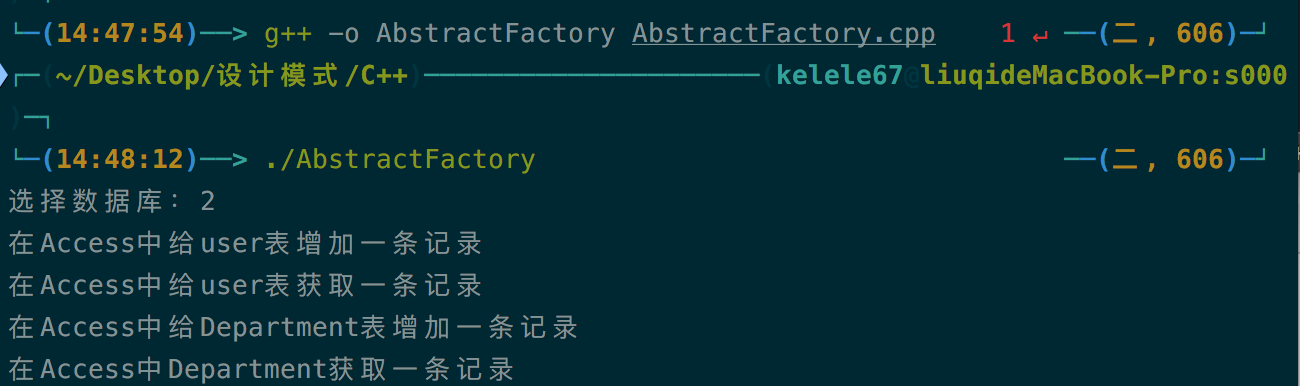 └─(14:47:54)──> g++ -o AbstractFactory AbstractFactory.cpp 1 ↵ ──(二, 606)─┘
┌─(~/Desktop/设计模式/C++)─────────────────────(kelele67@liuqideMacBook-Pro:s000
)─┐
└─(14:48:12)──> ./AbstractFactory ──(二, 606)─┘
选择数据库: 2
在Access中给user表增加一条记录
在Access中给user表获取一条记录
在Access中给Department表增加一条记录
在Access中Department获取一条记录